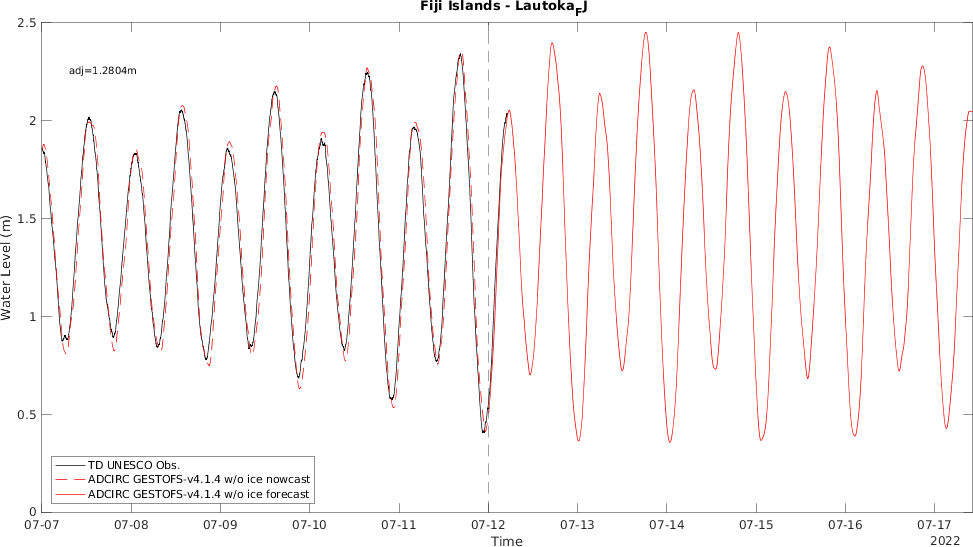 Fiji Islands - Lautoka_FJ
adj=1.2804m
2.5
2
1.5
1
0.5
0
Water Level (m)
TD UNESCO Obs.
ADCIRC GESTOFS-v4.1.4 w/o ice nowcast
ADCIRC GESTOFS-v4.1.4 w/o ice forecast
07-07 07-08 07-09 07-10 07-11 07-12 07-13 07-14 07-15 07-16 07-17
Time
2022